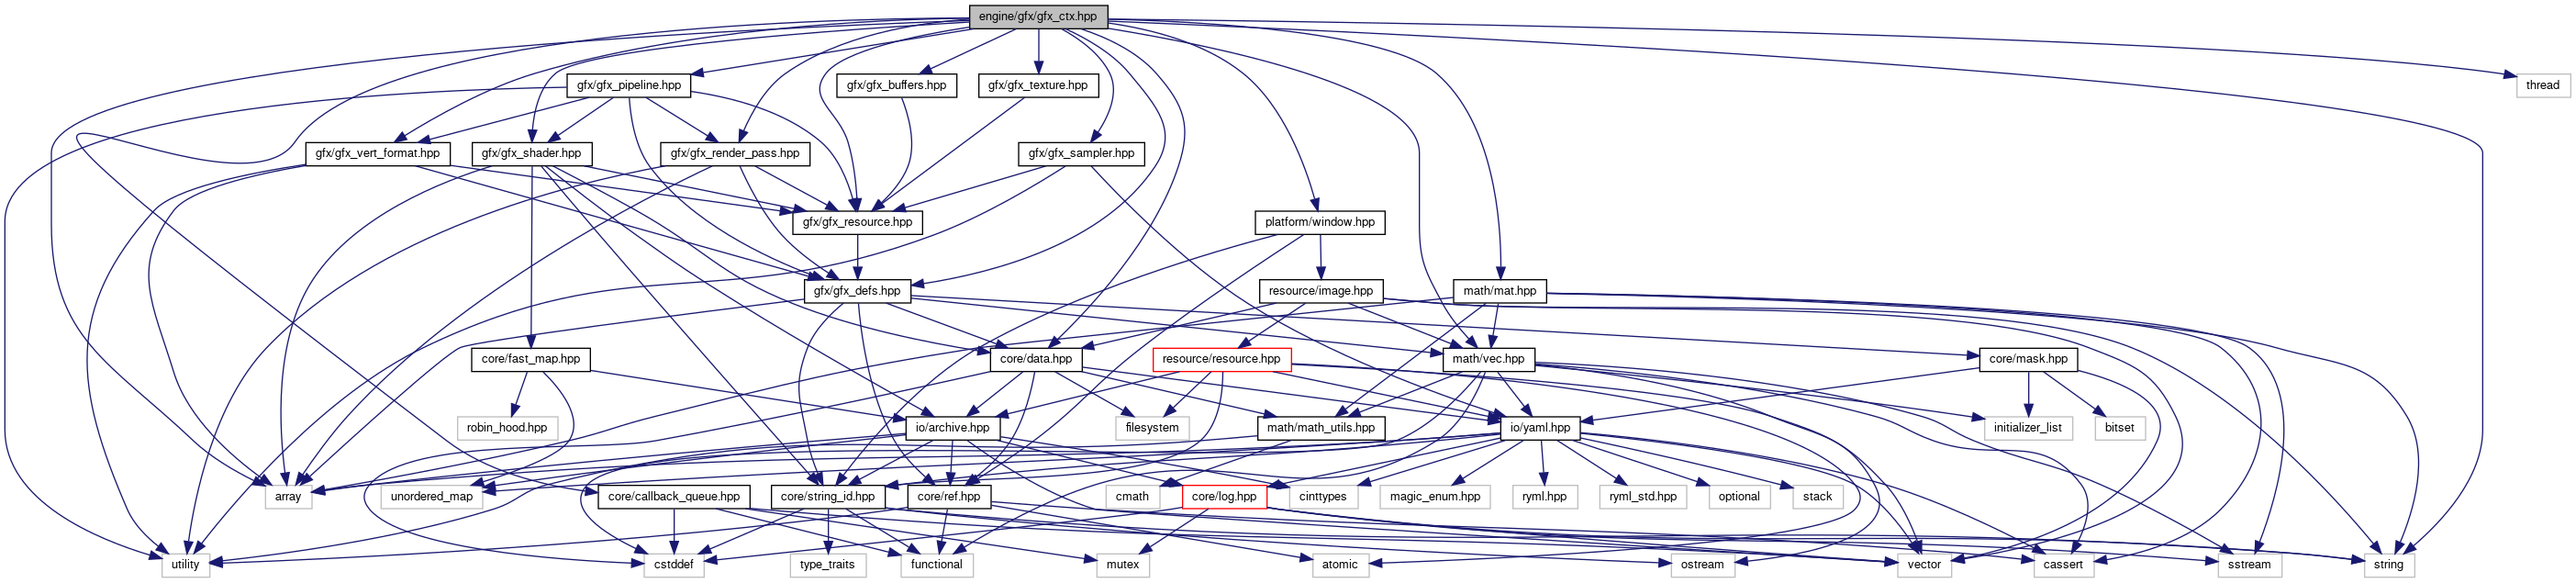 engine/gfx/gfx_ctx.hpp
gfx/gfx_pipeline.hpp
gfx/gfx_buffers.hpp
gfx/gfx_texture.hpp
thread
gfx/gfx_vert_format.hpp
gfx/gfx_shader.hpp
gfx/gfx_render_pass.hpp
gfx/gfx_sampler.hpp
gfx/gfx_resource.hpp
platform/window.hpp
gfx/gfx_defs.hpp
resource/image.hpp
math/mat.hpp
core/fast_map.hpp
core/data.hpp
resource/resource.hpp
math/vec.hpp
core/mask.hpp
robin_hood.hpp
io/archive.hpp
filesystem
math/math_utils.hpp
io/yaml.hpp
initializer_list
bitset
array
unordered_map
core/callback_queue.hpp
core/string_id.hpp
core/ref.hpp
cmath
core/log.hpp
cinttypes
magic_enum.hpp
ryml.hpp
ryml_std.hpp
optional
stack
utility
cstddef
type_traits
functional
mutex
atomic
ostream
vector
cassert
sstream
string